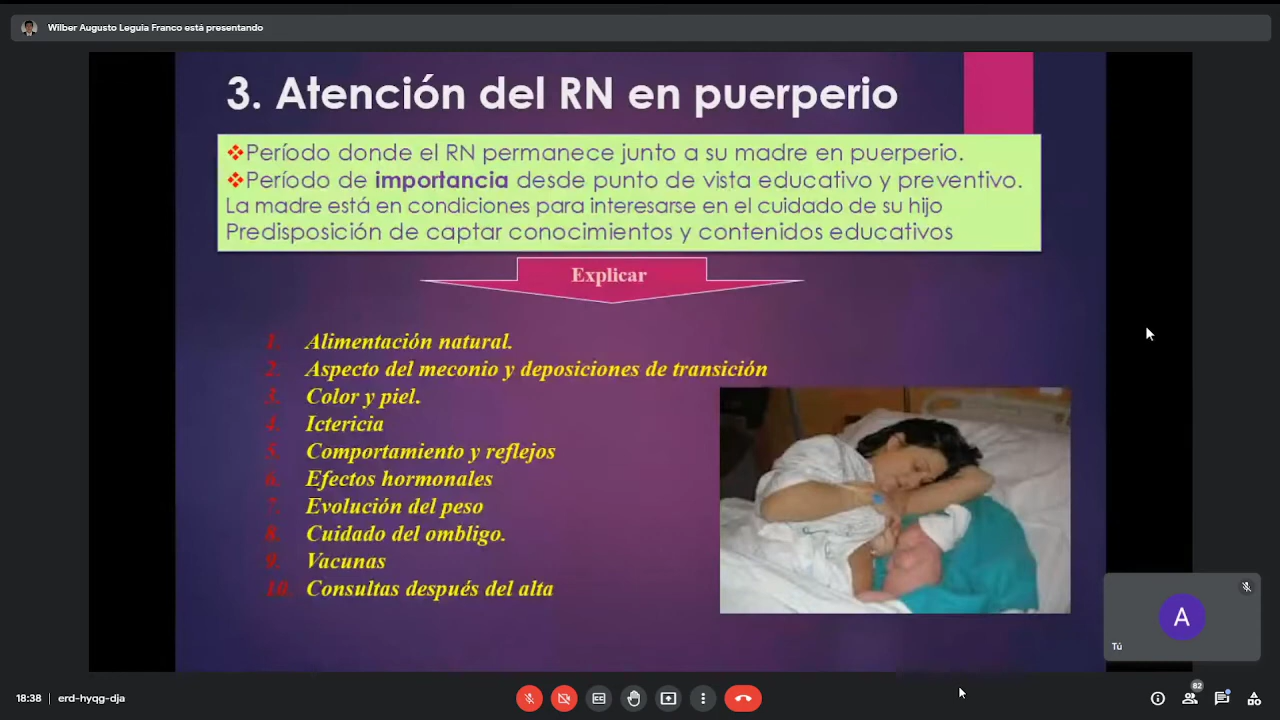 Wilber Augusto Leguia Franco está presentando
3. Atención del RN en puerperio
❖Período donde el RN permanece junto a su madre en puerperio.
❖Período de importancia desde punto de vista educativo y preventivo.
La madre está en condiciones para interesarse en el cuidado de su hijo
Predisposición de captar conocimientos y contenidos educativos
Explicar
1. Alimentación natural.
2. Aspecto del meconio y deposiciones de transición
3. Color y piel.
4. Ictericia
5. Comportamiento y reflejos
6. Efectos hormonales
7. Evolución del peso
8. Cuidado del ombligo.
9. Vacunas
10. Consultas después del alta
A
Tú
18:38 | erd-hyqg-dja
82